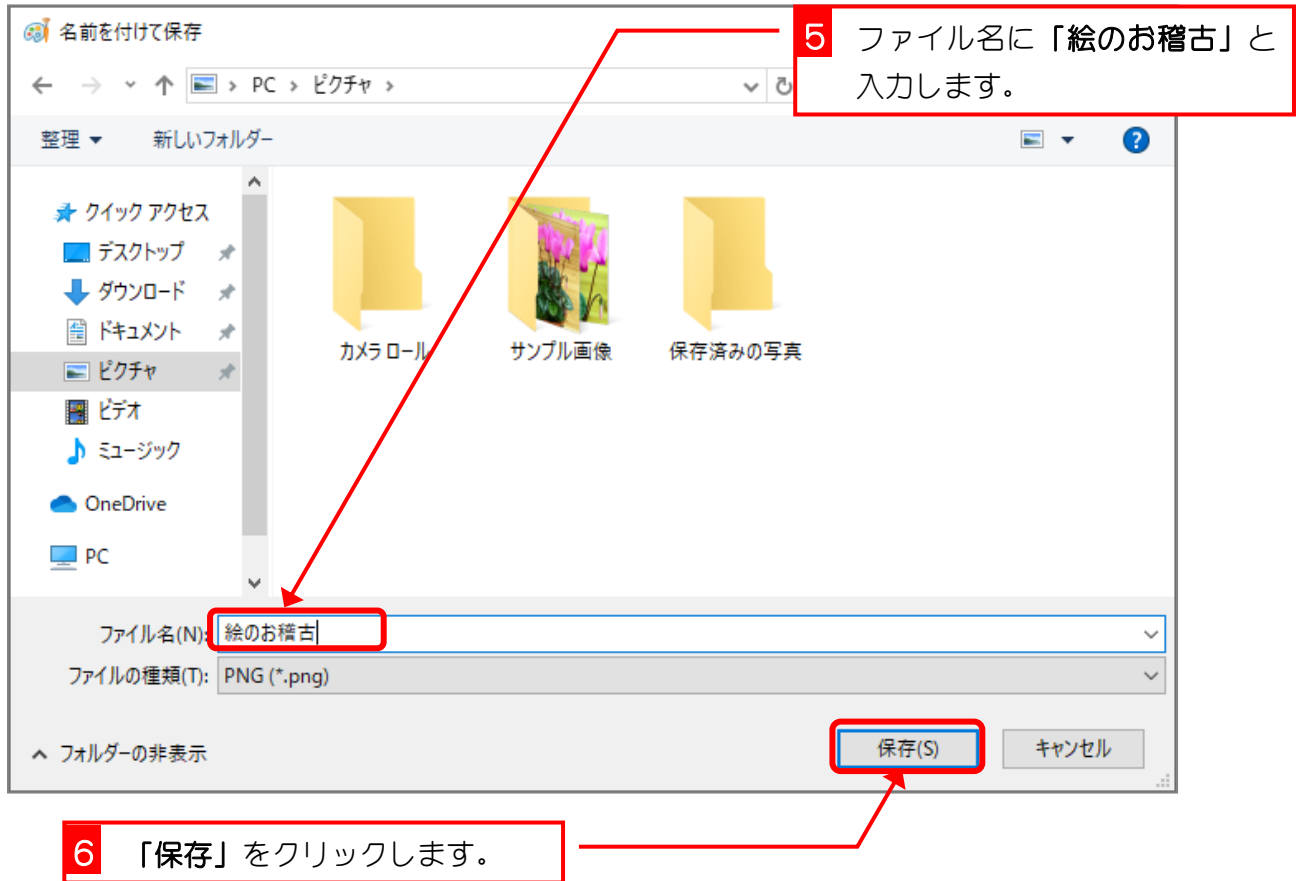 名前を付けて保存
5 ファイル名に「絵のお稽古」と
入力します。
PC > ピクチャ >
整理 新しいフォルダー
?
クイック アクセス
デスクトップ
ダウンロード
ドキュメント
ピクチャ
ビデオ
ミュージック
OneDrive
PC
カメラ ロール サンプル画像 保存済みの写真
ファイル名(N): 絵のお稽古
ファイルの種類(T): PNG (*.png)
フォルダーの非表示 保存(S) キャンセル
6 「保存」をクリックします。